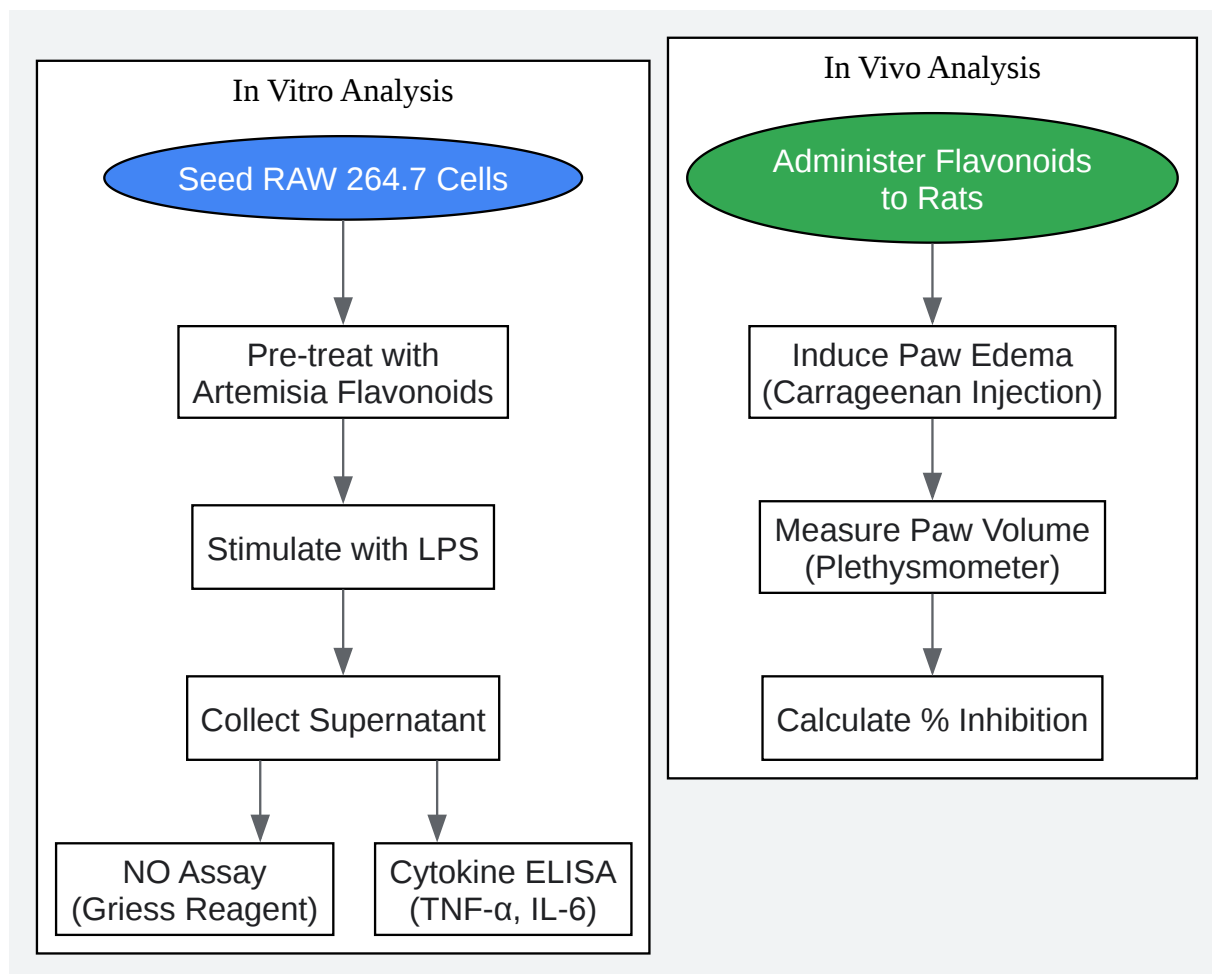 In Vitro Analysis
Seed RAW 264.7 Cells
Pre-treat with
Artemisia Flavonoids
Stimulate with LPS
Collect Supernatant
NO Assay
(Griess Reagent)
Cytokine ELISA
(TNF-α, IL-6)
In Vivo Analysis
Administer Flavonoids
to Rats
Induce Paw Edema
(Carrageenan Injection)
Measure Paw Volume
(Plethysmometer)
Calculate % Inhibition